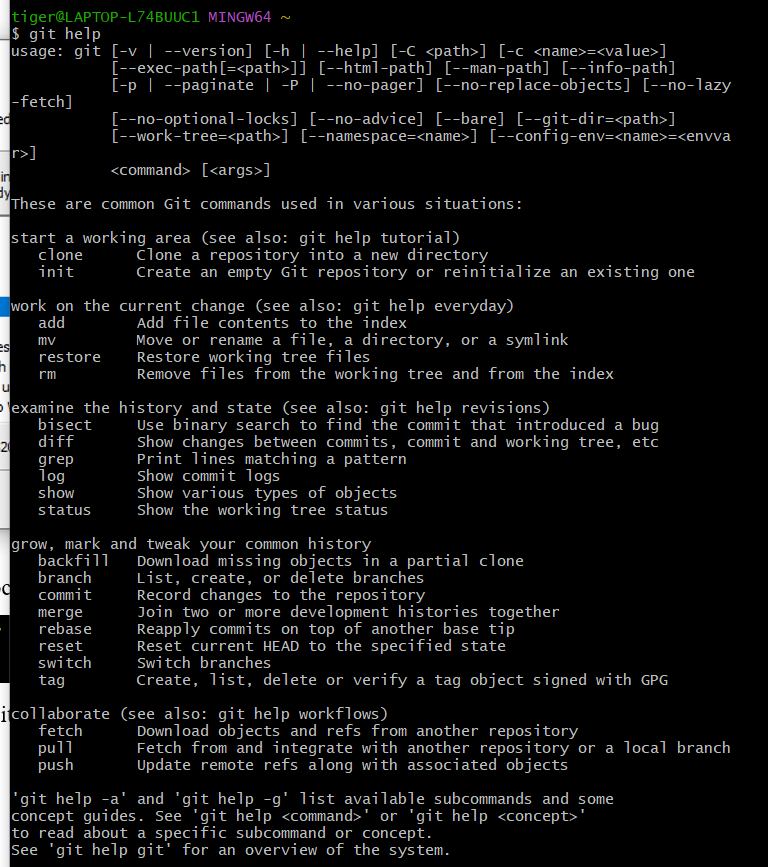 tiger@LAPTOP-L74BUUC1 MINGW64 ~
$ git help
usage: git [-v | --version] [-h | --help] [-C <path>] [-c <name>=<value>]
           [--exec-path[=<path>]] [--html-path] [--man-path] [--info-path]
           [-p | --paginate | -P | --no-pager] [--no-replace-objects] [--no-lazy
-fetch]
           [--no-optional-locks] [--no-advice] [--bare] [--git-dir=<path>]
           [--work-tree=<path>] [--namespace=<name>] [--config-env=<name>=<envva
r>]
           <command> [<args>]

These are common Git commands used in various situations:

start a working area (see also: git help tutorial)
   clone      Clone a repository into a new directory
   init       Create an empty Git repository or reinitialize an existing one

work on the current change (see also: git help everyday)
   add        Add file contents to the index
   mv         Move or rename a file, a directory, or a symlink
   restore    Restore working tree files
   rm         Remove files from the working tree and from the index

examine the history and state (see also: git help revisions)
   bisect     Use binary search to find the commit that introduced a bug
   diff       Show changes between commits, commit and working tree, etc
   grep       Print lines matching a pattern
   log        Show commit logs
   show       Show various types of objects
   status     Show the working tree status

grow, mark and tweak your common history
   backfill   Download missing objects in a partial clone
   branch     List, create, or delete branches
   commit     Record changes to the repository
   merge      Join two or more development histories together
   rebase     Reapply commits on top of another base tip
   reset      Reset current HEAD to the specified state
   switch     Switch branches
   tag        Create, list, delete or verify a tag object signed with GPG

collaborate (see also: git help workflows)
   fetch      Download objects and refs from another repository
   pull       Fetch from and integrate with another repository or a local branch
   push       Update remote refs along with associated objects

'git help -a' and 'git help -g' list available subcommands and some
concept guides. See 'git help <command>' or 'git help <concept>'
to read about a specific subcommand or concept.
See 'git help git' for an overview of the system.